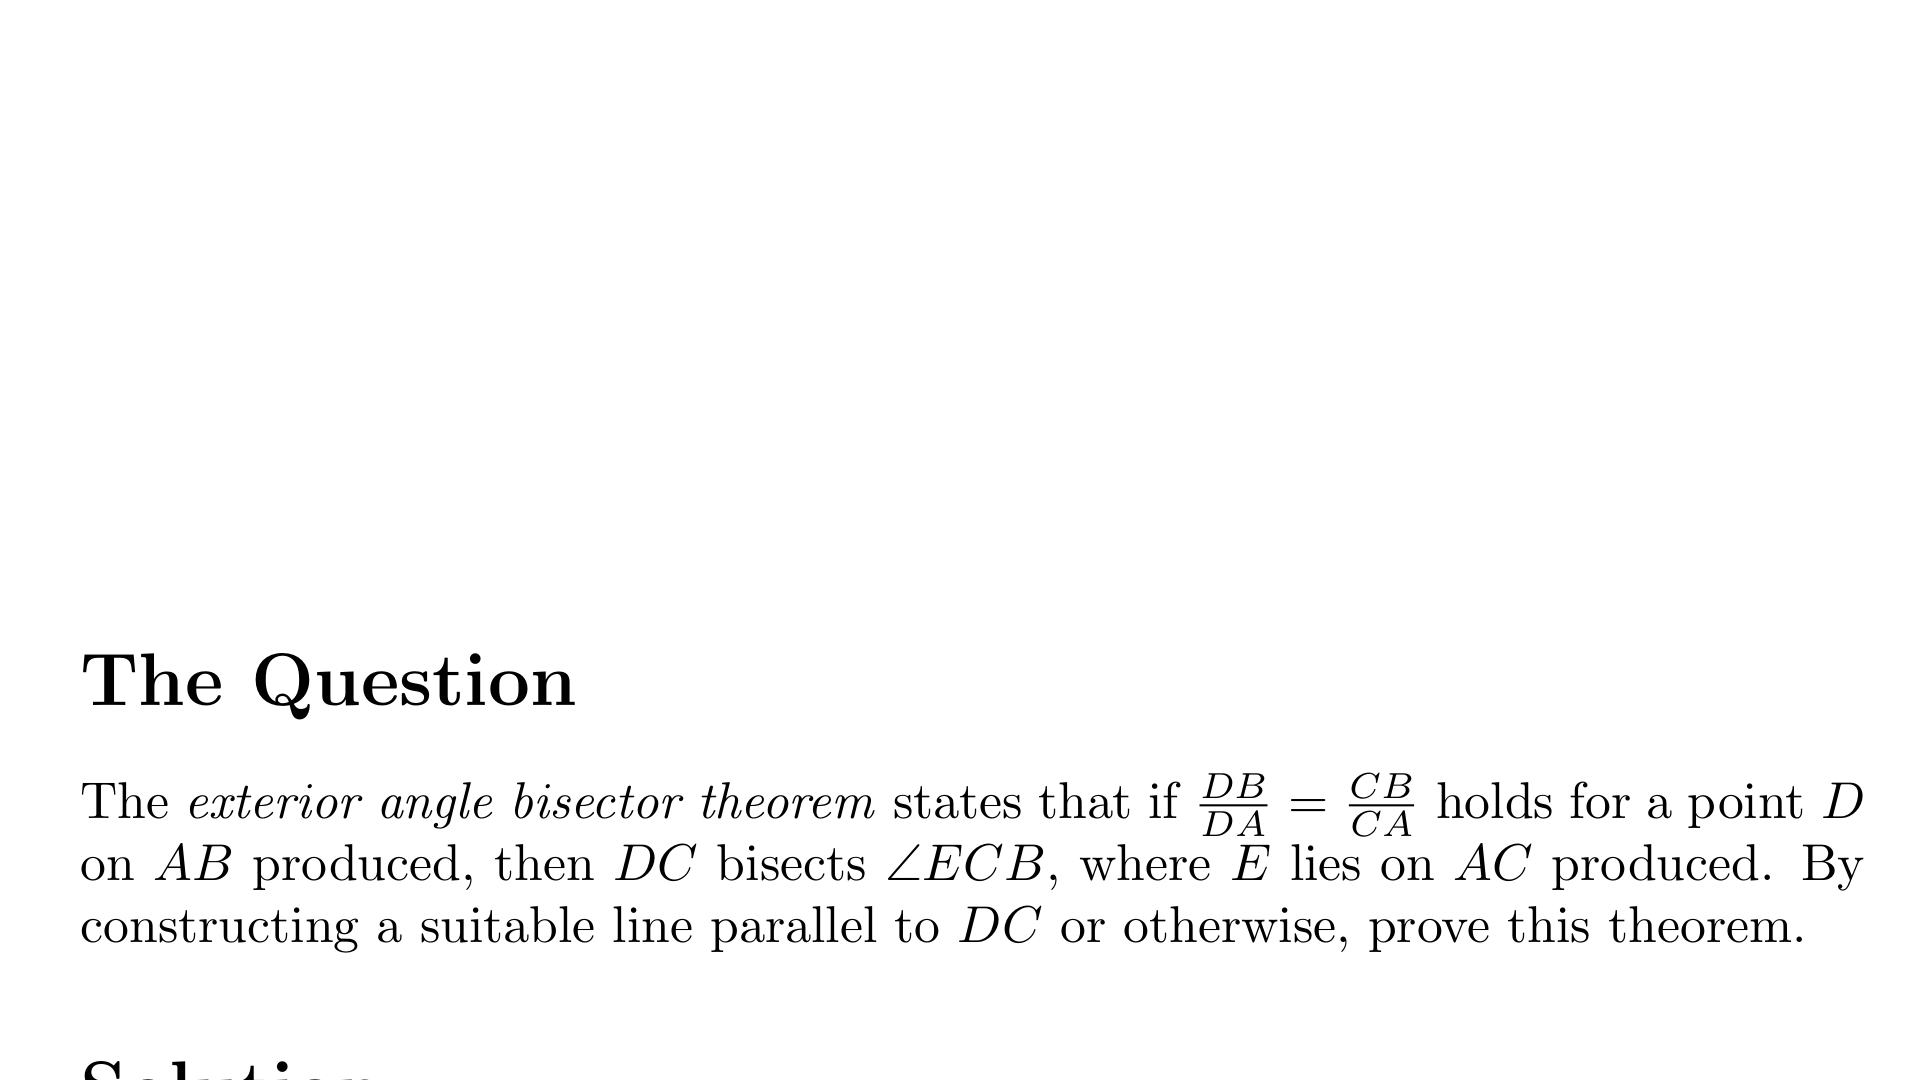 The Question
The exterior angle bisector theorem states that if $\frac{DB}{DA} = \frac{CB}{CA}$ holds for a point $D$
on $AB$ produced, then $DC$ bisects $\angle ECB$, where $E$ lies on $AC$ produced. By
constructing a suitable line parallel to $DC$ or otherwise, prove this theorem.
Solution